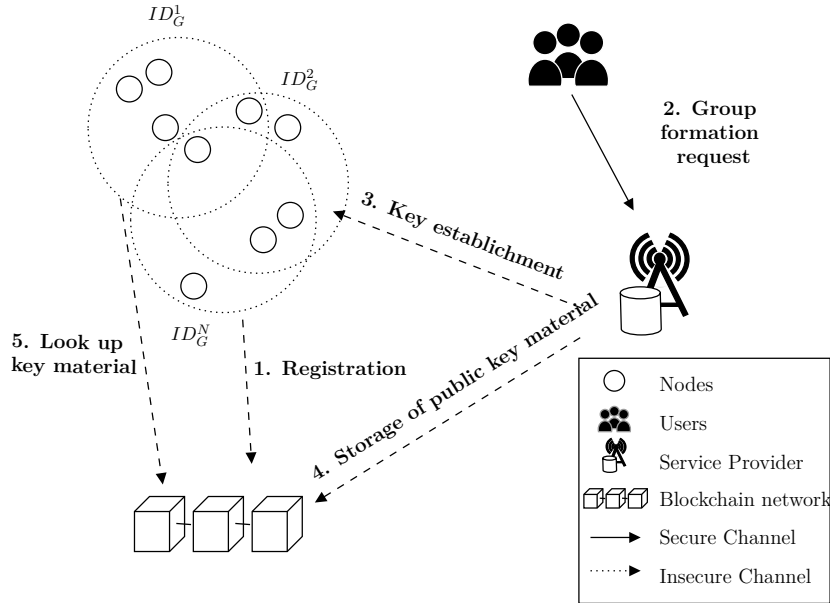 ID_G^1
ID_G^2
2. Group
formation
request
3. Key establichment
ID_G^N
5. Look up
key material
1. Registration
4. Storage of public key material
Nodes
Users
Service Provider
Blockchain network
Secure Channel
Insecure Channel